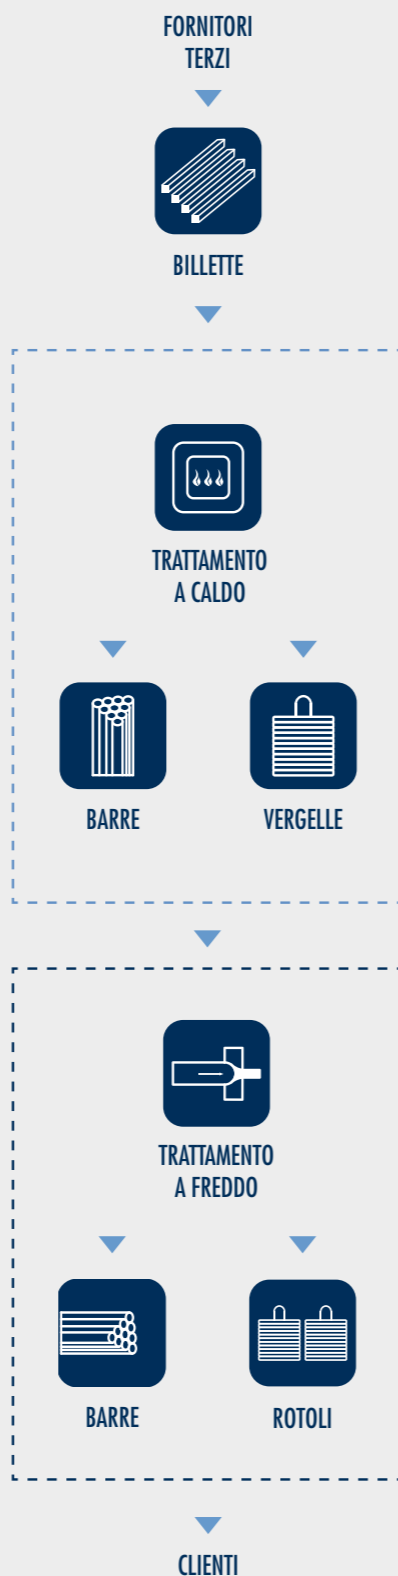 FORNITORI
TERZI
BILLETTE
TRATTAMENTO
A CALDO
BARRE
VERGELLE
TRATTAMENTO
A FREDDO
BARRE
ROTOLI
CLIENTI